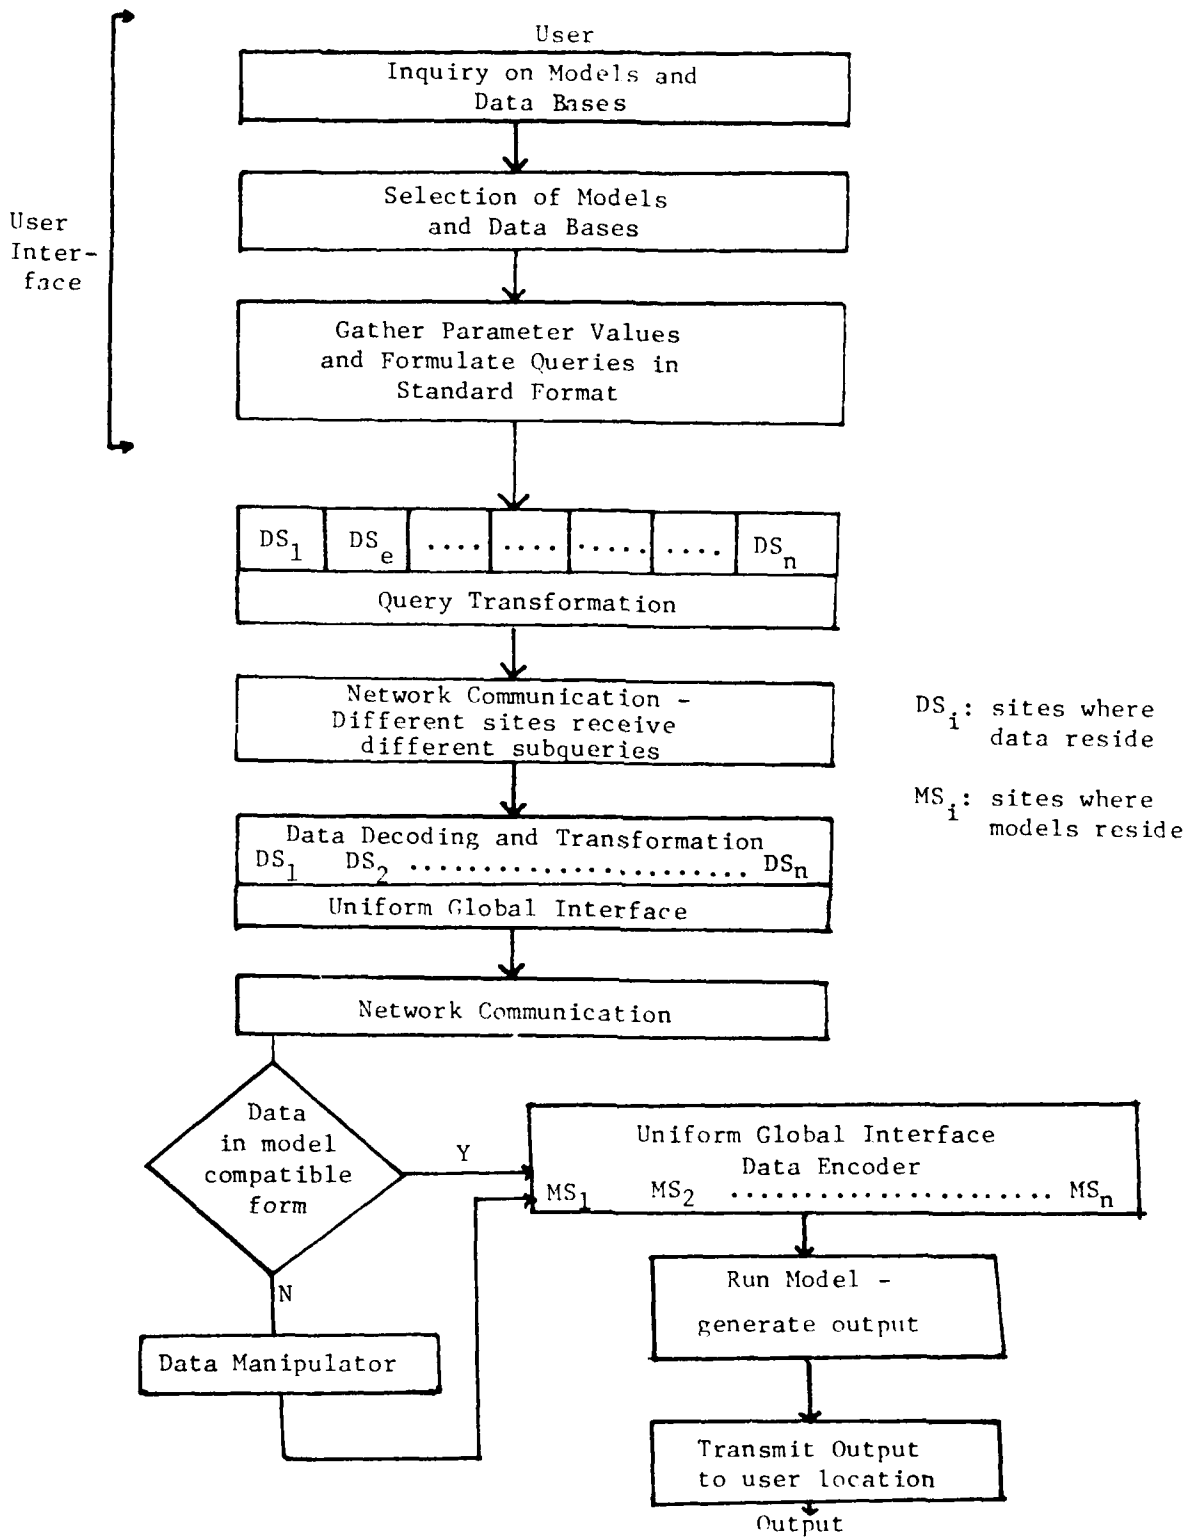 User
Inquiry on Models and
Data Bases
Selection of Models
and Data Bases
User
Inter-
face
Gather Parameter Values
and Formulate Queries in
Standard Format
DS1 DSe .... .... ..... .... DSn
Query Transformation
Network Communication -
Different sites receive
different subqueries
DSi: sites where
data reside
MSi: sites where
models reside
Data Decoding and Transformation
DS1 DS2 ....................... DSn
Uniform Global Interface
Network Communication
Data
in model
compatible
form
Y
N
Data Manipulator
Uniform Global Interface
Data Encoder
MS1 MS2 ...................... MSn
Run Model -
generate output
Transmit Output
to user location
Output